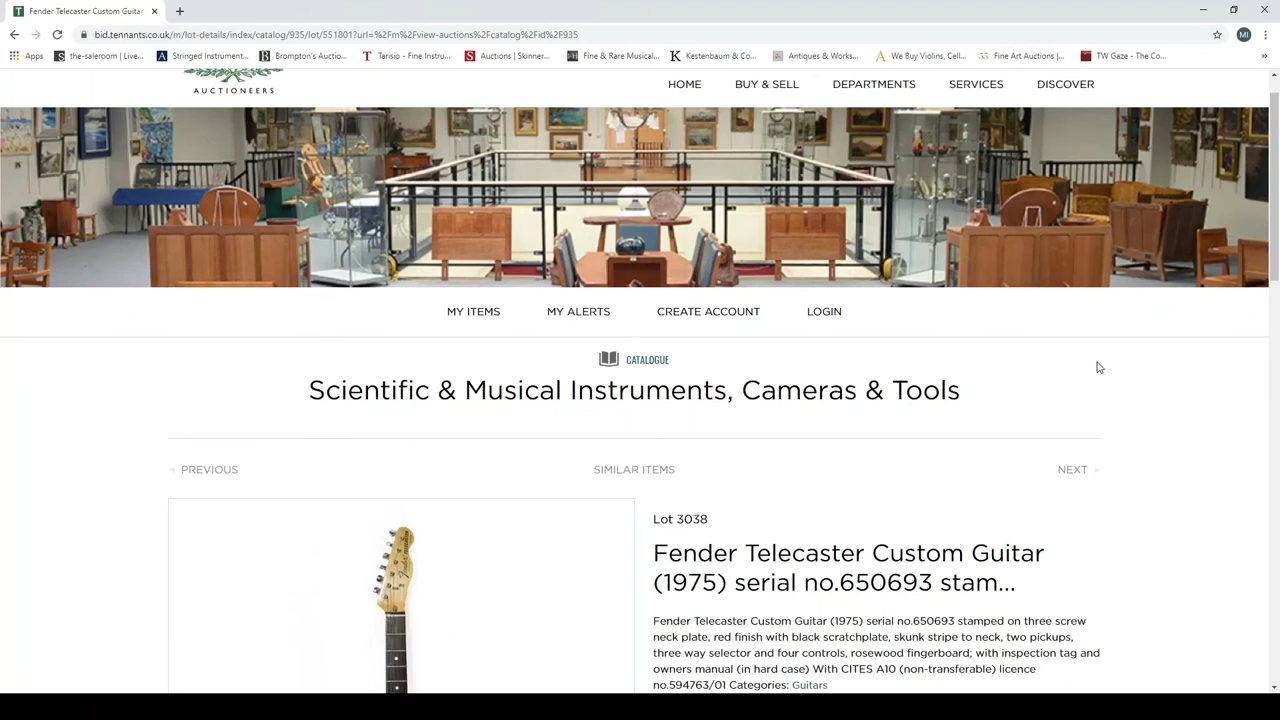 Fender Telecaster Custom Guitar
bid.tennants.co.uk/m/lot-details/index/catalog/935/lot/551801?url=%2Fm%2Fview-auctions%2Fcatalog%2Fid%2F935
MI
Apps the-saleroom | Live... Stringed Instrument... Brompton's Auctio... Tarisio - Fine Instru... Auctions | Skinner... Fine & Rare Musical... Kestenbaum & Co... Antiques & Works... We Buy Violins, Cell... Fine Art Auctions | ... TW Gaze - The Co... »
AUCTIONEERS
HOME BUY & SELL DEPARTMENTS SERVICES DISCOVER
MY ITEMS MY ALERTS CREATE ACCOUNT LOGIN
CATALOGUE
Scientific & Musical Instruments, Cameras & Tools
PREVIOUS SIMILAR ITEMS NEXT
Lot 3038
Fender Telecaster Custom Guitar
(1975) serial no.650693 stam...
Fender Telecaster Custom Guitar (1975) serial no.650693 stamped on three screw
neck plate, red finish with black scratchplate, skunk stripe to neck, two pickups,
three way selector and four controls, rosewood fingerboard; with inspection tag and
owners manual (in hard case) With CITES A10 (non-transferable) licence
no.594763/01 Categories: Guitars